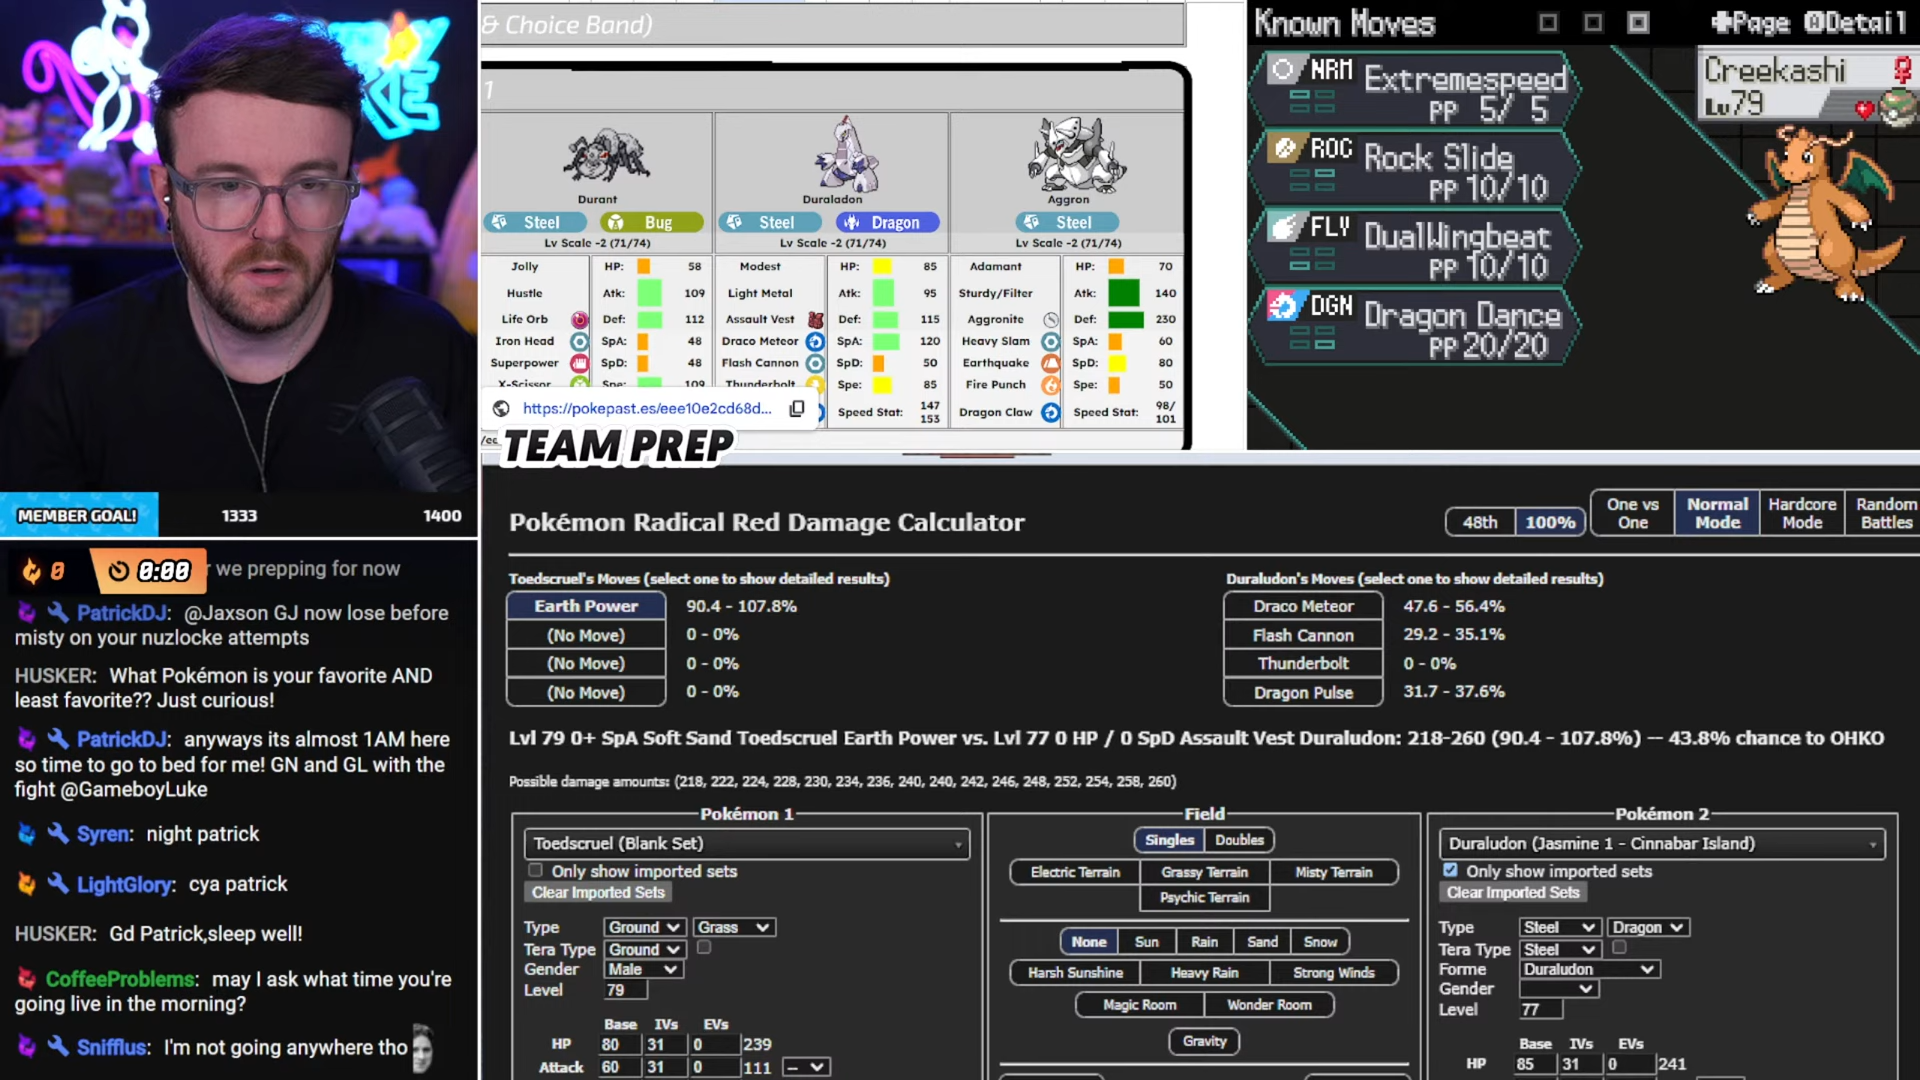 & Choice Band)
1
Durant
Steel Bug
Lv Scale -2 (71/74)
Jolly HP: 58
Hustle Atk: 109
Life Orb Def: 112
Iron Head SpA: 48
Superpower SpD: 48
X-Scissor Spe: 109
Duraladon
Steel Dragon
Lv Scale -2 (71/74)
Modest HP: 85
Light Metal Atk: 95
Assault Vest Def: 115
Draco Meteor SpA: 120
Flash Cannon SpD: 50
Thunderbolt Spe: 85
Speed Stat: 147
153
Aggron
Steel
Lv Scale -2 (71/74)
Adamant HP: 70
Sturdy/Filter Atk: 140
Aggronite Def: 230
Heavy Slam SpA: 60
Earthquake SpD: 80
Fire Punch Spe: 50
Dragon Claw Speed Stat: 98/
101
https://pokepast.es/eee10e2cd68d...
TEAM PREP
Known Moves
Page Detail
NRM Extremespeed
PP 5/ 5
ROC Rock Slide
PP 10/10
FLY DualWingbeat
PP 10/10
DGN Dragon Dance
PP 20/20
Creekashi
Lv79
MEMBER GOAL! 1333 1400
0 0:00
we prepping for now
PatrickDJ: @Jaxson GJ now lose before
misty on your nuzlocke attempts
HUSKER: What Pokémon is your favorite AND
least favorite?? Just curious!
PatrickDJ: anyways its almost 1AM here
so time to go to bed for me! GN and GL with the
fight @GameboyLuke
Syren: night patrick
LightGlory: cya patrick
HUSKER: Gd Patrick,sleep well!
CoffeeProblems: may I ask what time you're
going live in the morning?
Snifflus: I'm not going anywhere tho
Pokémon Radical Red Damage Calculator
48th 100%
One vs
One
Normal
Mode
Hardcore
Mode
Random
Battles
Toedscruel's Moves (select one to show detailed results)
Earth Power 90.4 - 107.8%
(No Move) 0 - 0%
(No Move) 0 - 0%
(No Move) 0 - 0%
Duraludon's Moves (select one to show detailed results)
Draco Meteor 47.6 - 56.4%
Flash Cannon 29.2 - 35.1%
Thunderbolt 0 - 0%
Dragon Pulse 31.7 - 37.6%
Lvl 79 0+ SpA Soft Sand Toedscruel Earth Power vs. Lvl 77 0 HP / 0 SpD Assault Vest Duraludon: 218-260 (90.4 - 107.8%) -- 43.8% chance to OHKO
Possible damage amounts: (218, 222, 224, 228, 230, 234, 236, 240, 240, 242, 246, 248, 252, 254, 258, 260)
Pokémon 1
Toedscruel (Blank Set)
Only show imported sets
Clear Imported Sets
Type Ground Grass
Tera Type Ground
Gender Male
Level 79
Base IVs EVs
HP 80 31 0 239
Attack 60 31 0 111 --
Field
Singles Doubles
Electric Terrain Grassy Terrain Misty Terrain
Psychic Terrain
None Sun Rain Sand Snow
Harsh Sunshine Heavy Rain Strong Winds
Magic Room Wonder Room
Gravity
Pokémon 2
Duraludon (Jasmine 1 - Cinnabar Island)
Only show imported sets
Clear Imported Sets
Type Steel Dragon
Tera Type Steel
Forme Duraludon
Gender
Level 77
Base IVs EVs
HP 85 31 0 241